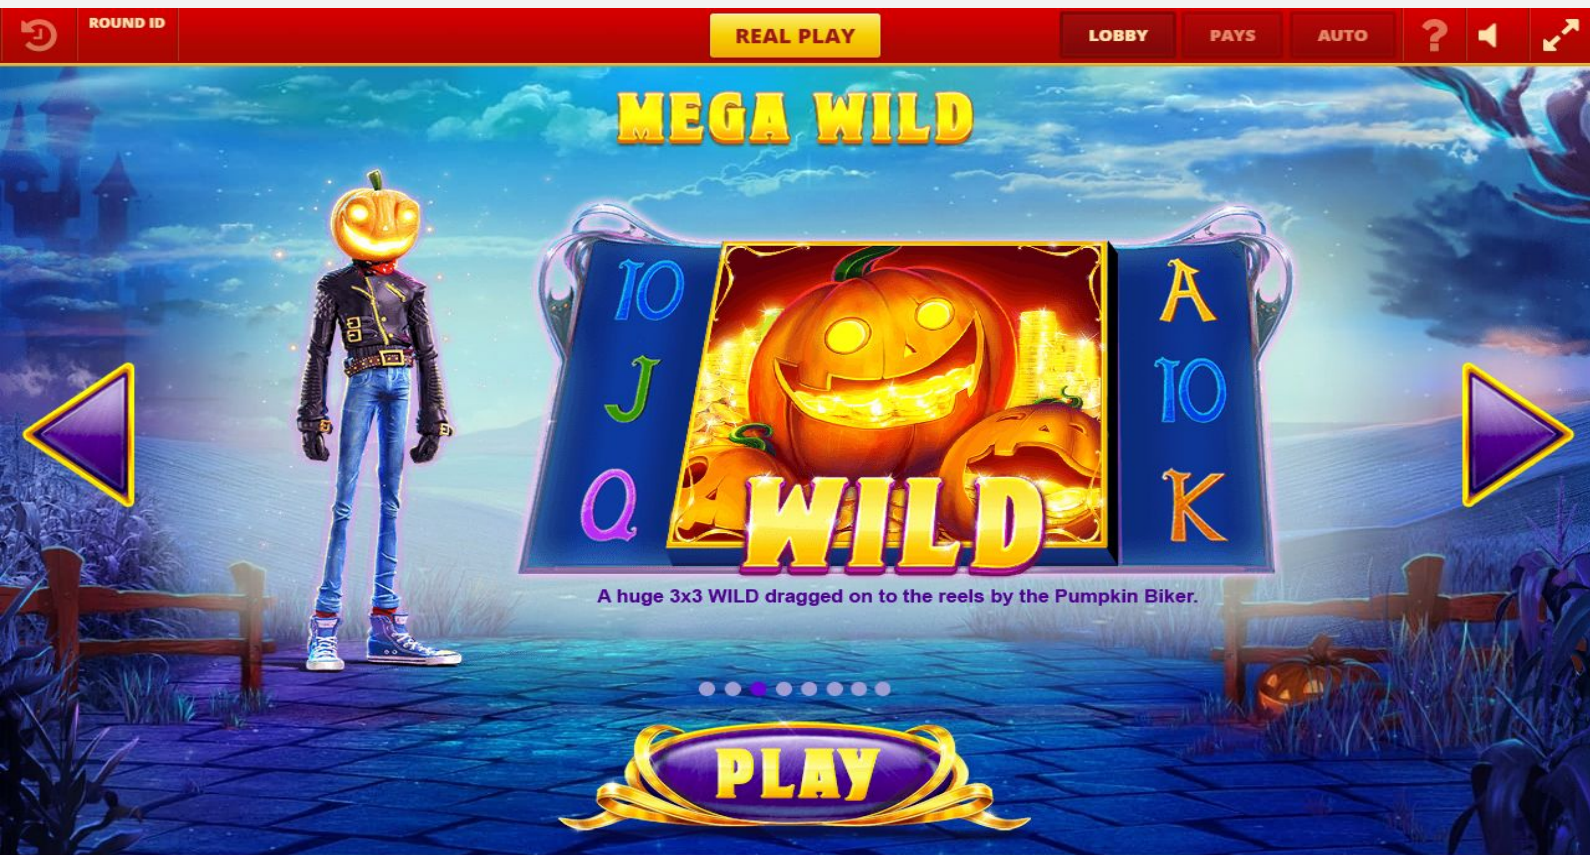 ROUND ID
REAL PLAY
LOBBY
PAYS
AUTO
?
MEGA WILD
10
A
J
10
Q
K
WILD
A huge 3x3 WILD dragged on to the reels by the Pumpkin Biker.
PLAY